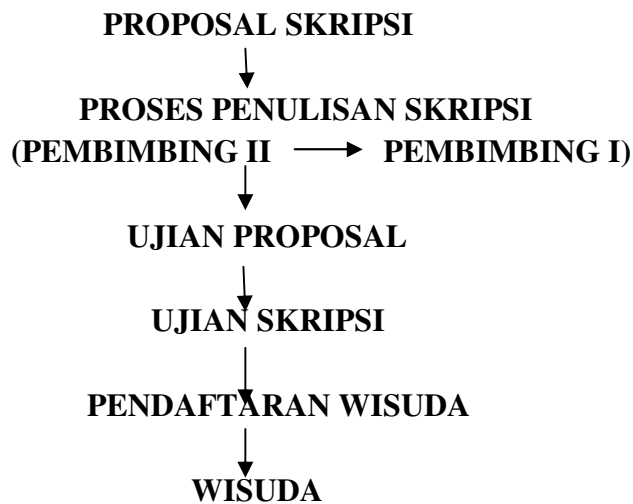 PROPOSAL SKRIPSI
PROSES PENULISAN SKRIPSI
(PEMBIMBING II PEMBIMBING I)
UJIAN PROPOSAL
UJIAN SKRIPSI
PENDAFTARAN WISUDA
WISUDA